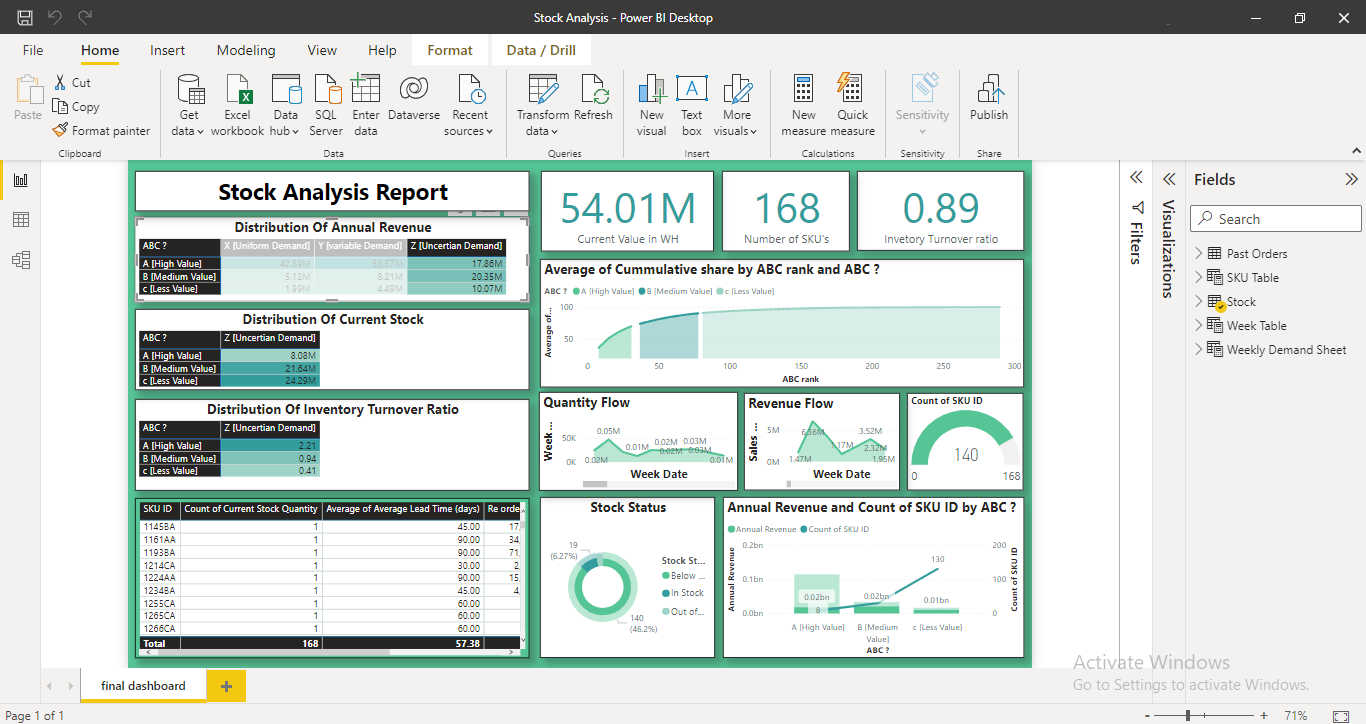 Stock Analysis - Power BI Desktop
File Home Insert Modeling View Help Format Data / Drill
Paste
Cut
Copy
Format painter
Clipboard
Get data
Excel workbook
Data hub
SQL Server
Enter data
Dataverse
Recent sources
Data
Transform data
Refresh
Queries
New visual
Text box
More visuals
Insert
New measure
Quick measure
Calculations
Sensitivity
Sensitivity
Publish
Share
Stock Analysis Report
Distribution Of Annual Revenue
ABC ? X [Uniform Demand] Y [variable Demand] Z [Uncertian Demand]
A [High Value] 42.89M 53.97M 17.86M
B [Medium Value] 5.12M 8.21M 20.35M
c [Less Value] 1.99M 4.49M 10.07M
Distribution Of Current Stock
ABC ? Z [Uncertian Demand]
A [High Value] 8.08M
B [Medium Value] 21.64M
c [Less Value] 24.29M
Distribution Of Inventory Turnover Ratio
ABC ? Z [Uncertian Demand]
A [High Value] 2.21
B [Medium Value] 0.94
c [Less Value] 0.41
SKU ID Count of Current Stock Quantity Average of Average Lead Time (days) Re orde
1145BA 1 45.00 17
1161AA 1 90.00 34
1193BA 1 90.00 71
1214CA 1 30.00 2
1224AA 1 90.00 15
1234BA 1 45.00 4
1255CA 1 60.00
1265CA 1 60.00
1266CA 1 60.00
Total 168 57.38
54.01M
Current Value in WH
168
Number of SKU's
0.89
Invetory Turnover ratio
Average of Cummulative share by ABC rank and ABC ?
ABC ? A [High Value] B [Medium Value] c [Less Value]
Average of...
100
50
0 50 100 150 200 250 300
ABC rank
Quantity Flow
Week ...
50K
0K
0.02M 0.05M 0.01M 0.02M 0.02M 0.03M 0.03M 0.01M
Week Date
Revenue Flow
Sales ...
5M
0M
1.47M 6.36M 1.17M 3.52M 2.32M 1.95M
Week Date
Count of SKU ID
140
0 168
Stock Status
19
(6.27%)
140
(46.2%)
Stock St...
Below ...
In Stock
Out of...
Annual Revenue and Count of SKU ID by ABC ?
Annual Revenue Count of SKU ID
Annual Revenue
0.2bn
0.1bn
0.0bn
0.02bn 0.02bn 0.01bn
8 130
200
100
0
Count of SKU ID
A [High Value] B [Medium Value] c [Less Value]
ABC ?
Filters
Visualizations
Fields
Search
Past Orders
SKU Table
Stock
Week Table
Weekly Demand Sheet
Activate Windows
Go to Settings to activate Windows.
final dashboard
Page 1 of 1
- + 71%